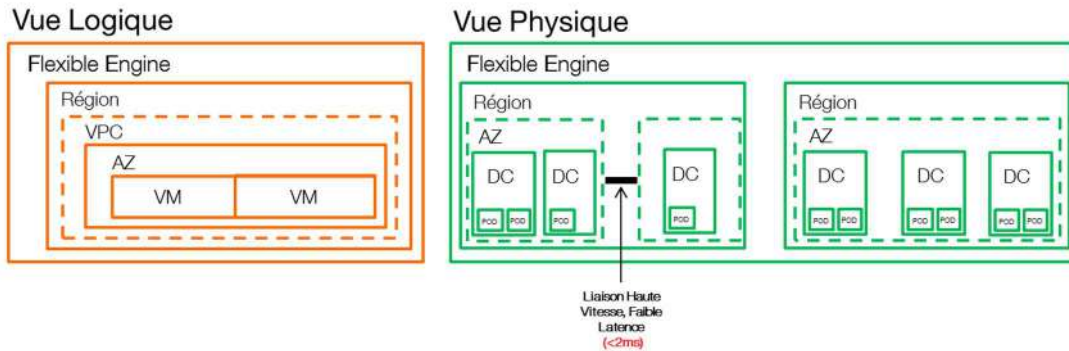 Vue Logique
Flexible Engine
Région
VPC
AZ
VM
VM
Vue Physique
Flexible Engine
Région
AZ
DC
POD
POD
DC
POD
DC
POD
Région
AZ
DC
POD
POD
DC
POD
POD
DC
POD
POD
Liaison Haute
Vitesse, Faible
Latence
(<2ms)